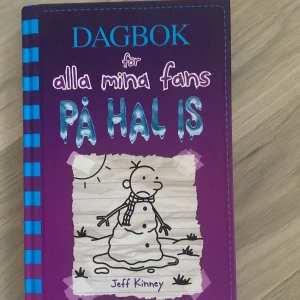 DAGBOK
för
alla mina fans
PÅ HAL IS
Jeff Kinney